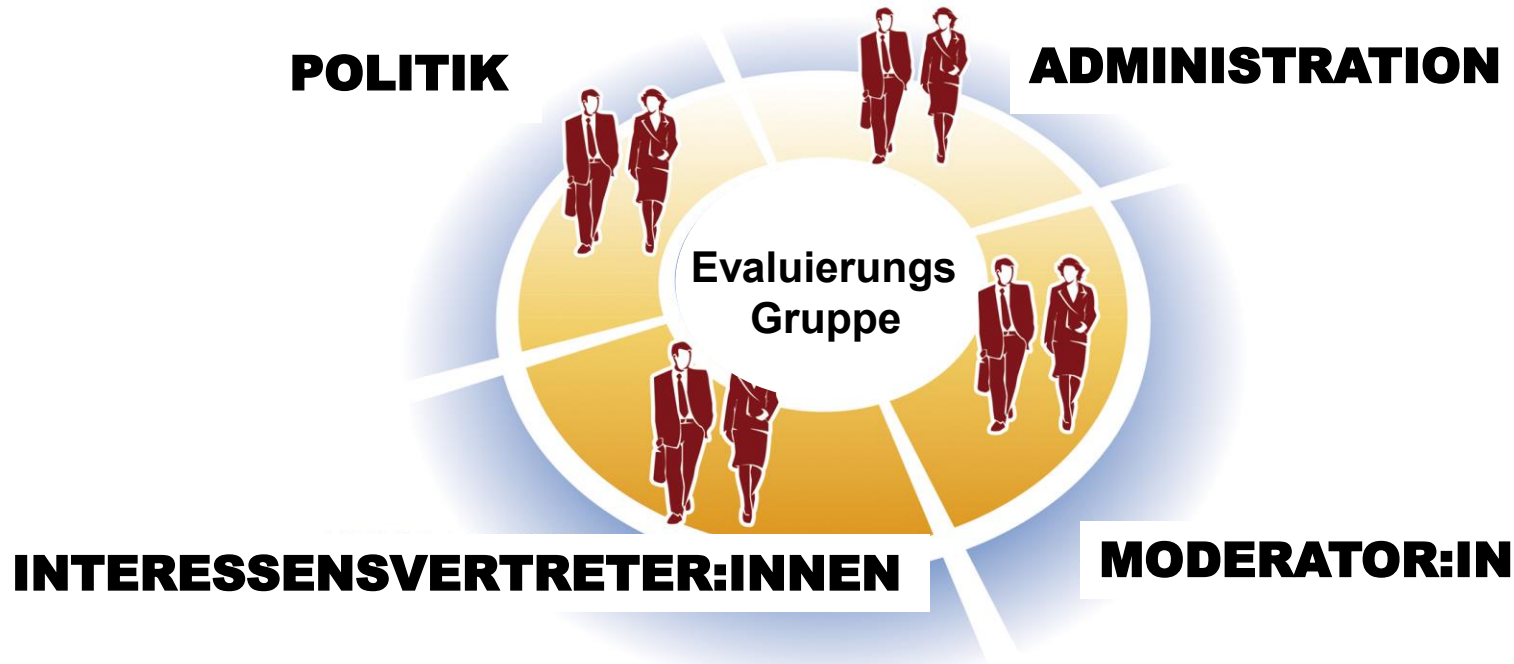 POLITIK
ADMINISTRATION
Evaluierungs
Gruppe
INTERESSENSVERTRETER:INNEN
MODERATOR:IN